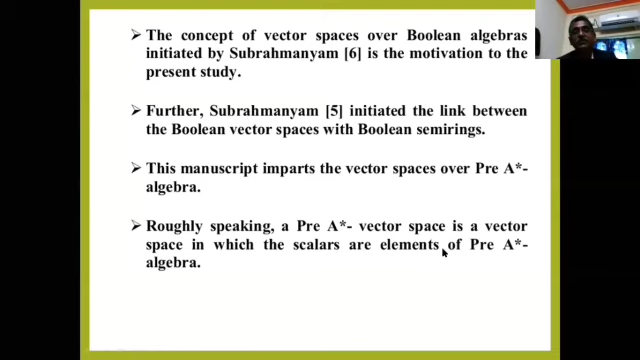 ➢ The concept of vector spaces over Boolean algebras
initiated by Subrahmanyam [6] is the motivation to the
present study.
➢ Further, Subrahmanyam [5] initiated the link between
the Boolean vector spaces with Boolean semirings.
➢ This manuscript imparts the vector spaces over Pre A*-
algebra.
➢ Roughly speaking, a Pre A*- vector space is a vector
space in which the scalars are elements of Pre A*-
algebra.